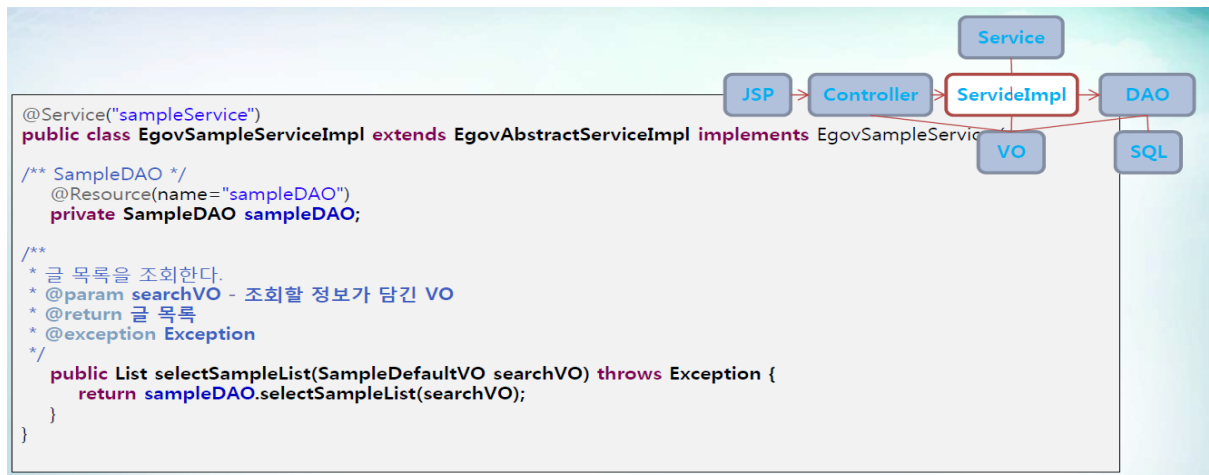 Service
JSP
Controller
ServideImpl
DAO
VO
SQL
@Service("sampleService")
public class EgovSampleServiceImpl extends EgovAbstractServiceImpl implements EgovSampleServic
/** SampleDAO */
@Resource(name="sampleDAO")
private SampleDAO sampleDAO;
/**
* 글 목록을 조회한다.
* @param searchVO - 조회할 정보가 담긴 VO
* @return 글 목록
* @exception Exception
*/
public List selectSampleList(SampleDefaultVO searchVO) throws Exception {
return sampleDAO.selectSampleList(searchVO);
}
}